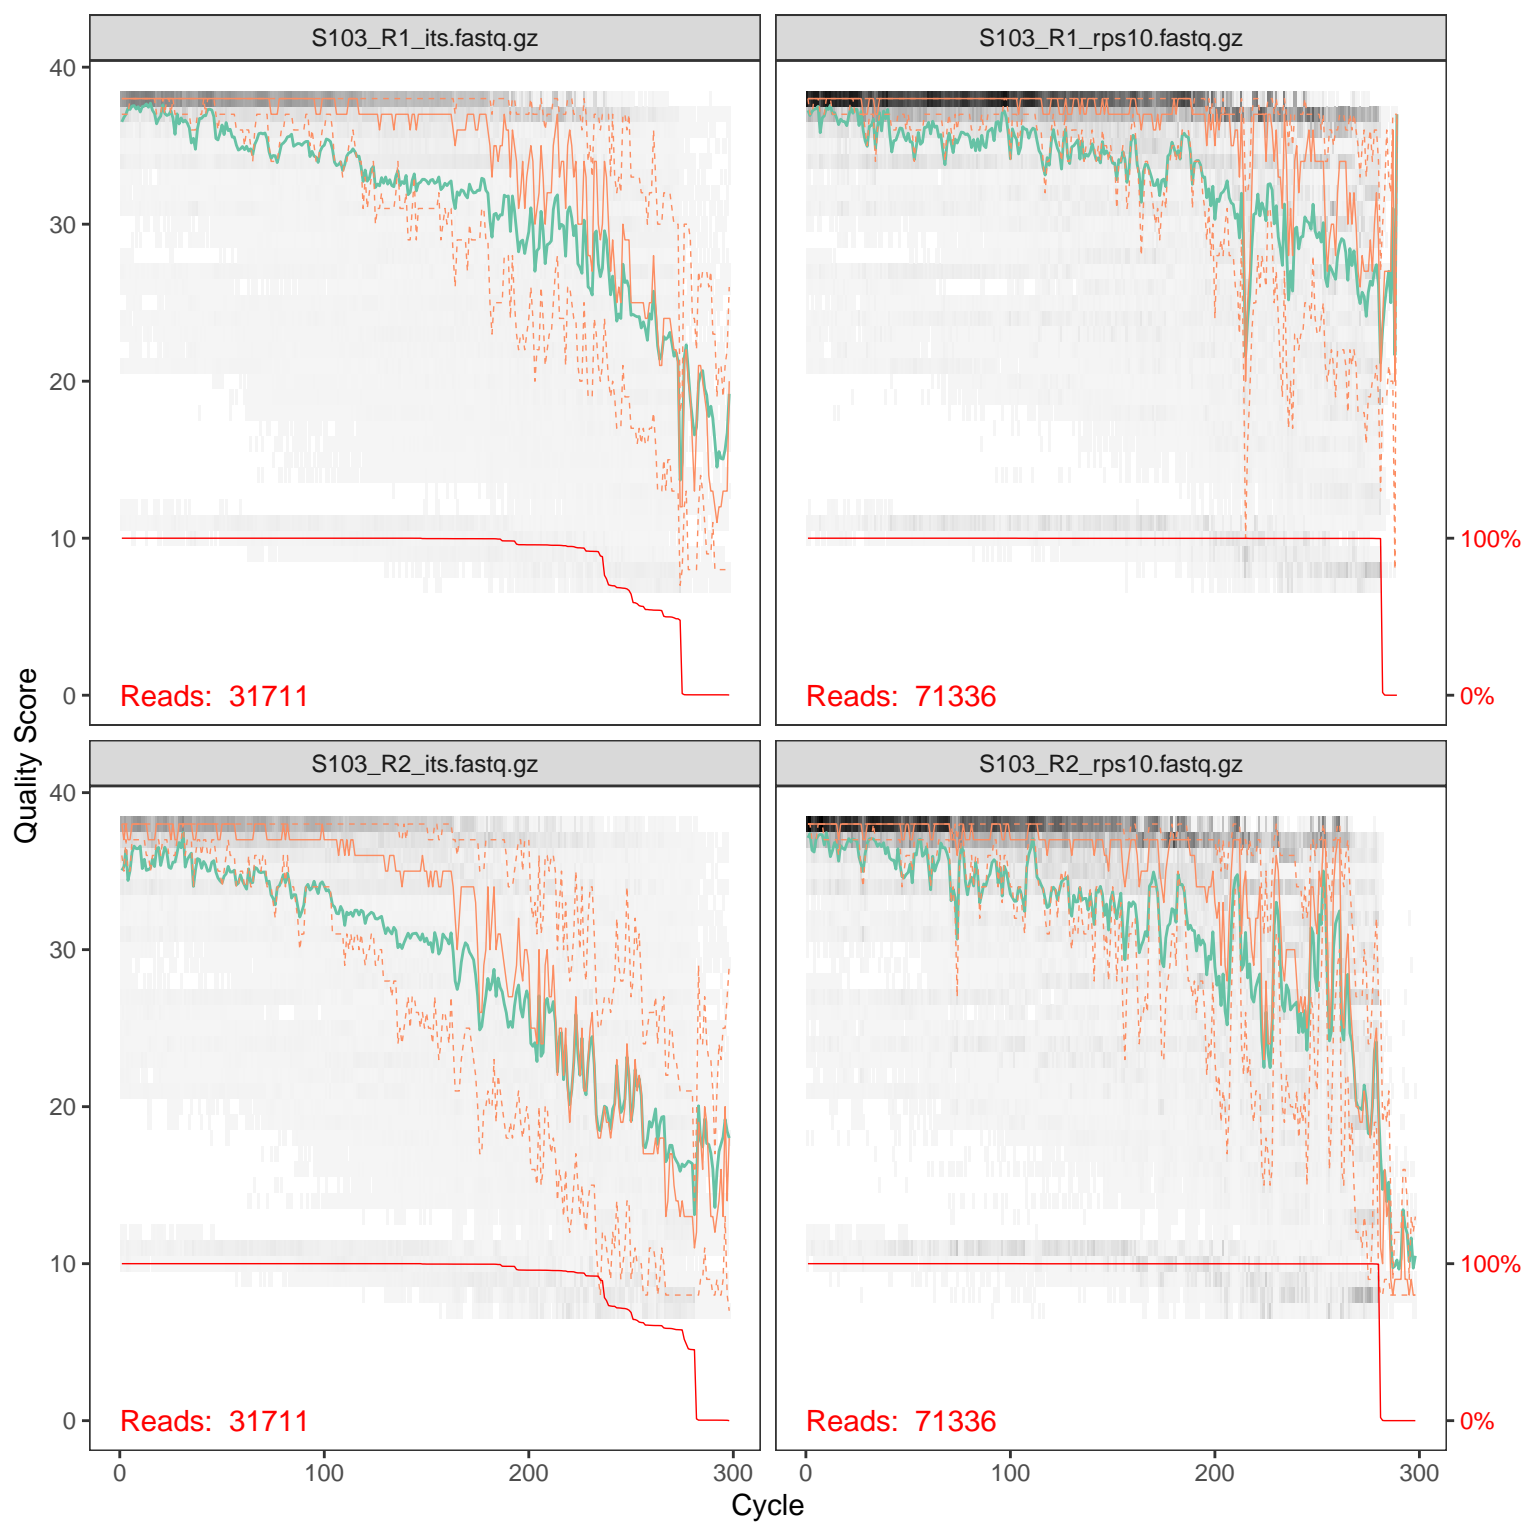 S103_R1_its.fastq.gz
S103_R1_rps10.fastq.gz
40
30
20
10
0
Reads: 31711
Reads: 71336
100%
0%
Quality Score
S103_R2_its.fastq.gz
S103_R2_rps10.fastq.gz
40
30
20
10
0
Reads: 31711
Reads: 71336
100%
0%
0 100 200 300
0 100 200 300
Cycle